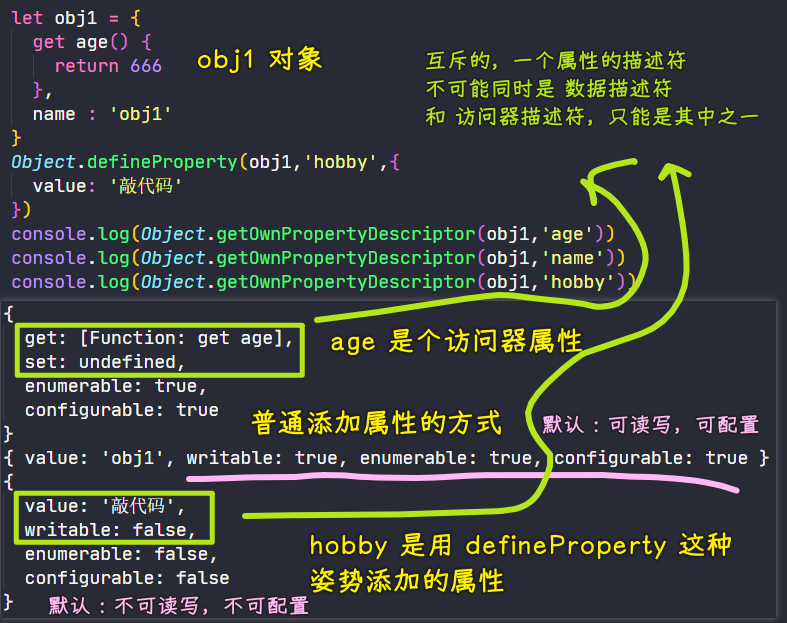 let obj1 = {
get age() {
return 666
},
name : 'obj1'
}
obj1 对象
互斥的，一个属性的描述符
不可能同时是 数据描述符
和 访问器描述符，只能是其中之一
Object.defineProperty(obj1,'hobby',{
value: '敲代码'
})
console.log(Object.getOwnPropertyDescriptor(obj1,'age'))
console.log(Object.getOwnPropertyDescriptor(obj1,'name'))
console.log(Object.getOwnPropertyDescriptor(obj1,'hobby'))
{
get: [Function: get age],
set: undefined,
enumerable: true,
configurable: true
}
age 是个访问器属性
普通添加属性的方式
默认：可读写，可配置
{ value: 'obj1', writable: true, enumerable: true, configurable: true }
{
value: '敲代码',
writable: false,
enumerable: false,
configurable: false
}
hobby 是用 defineProperty 这种
姿势添加的属性
默认：不可读写，不可配置